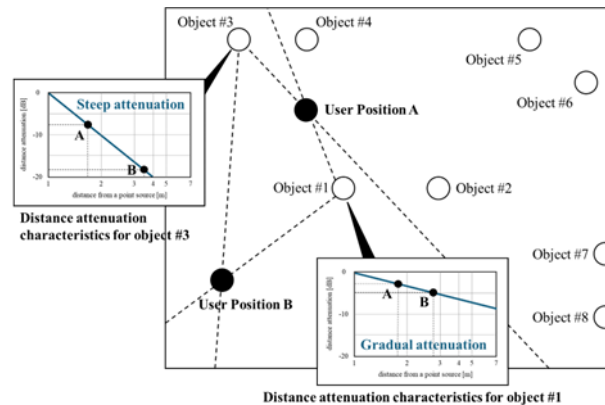 Object #3
Object #4
Object #5
Object #6
User Position A
0
Steep attenuation
-10
A
B
-20
1
2
3
4
5
7
distance attenuation [dB]
distance from a point source [m]
Distance attenuation
characteristics for object #3
Object #1
Object #2
User Position B
Object #7
Object #8
0
A
B
-10
Gradual attenuation
-20
1
2
3
4
5
7
distance attenuation [dB]
distance from a point source [m]
Distance attenuation characteristics for object #1